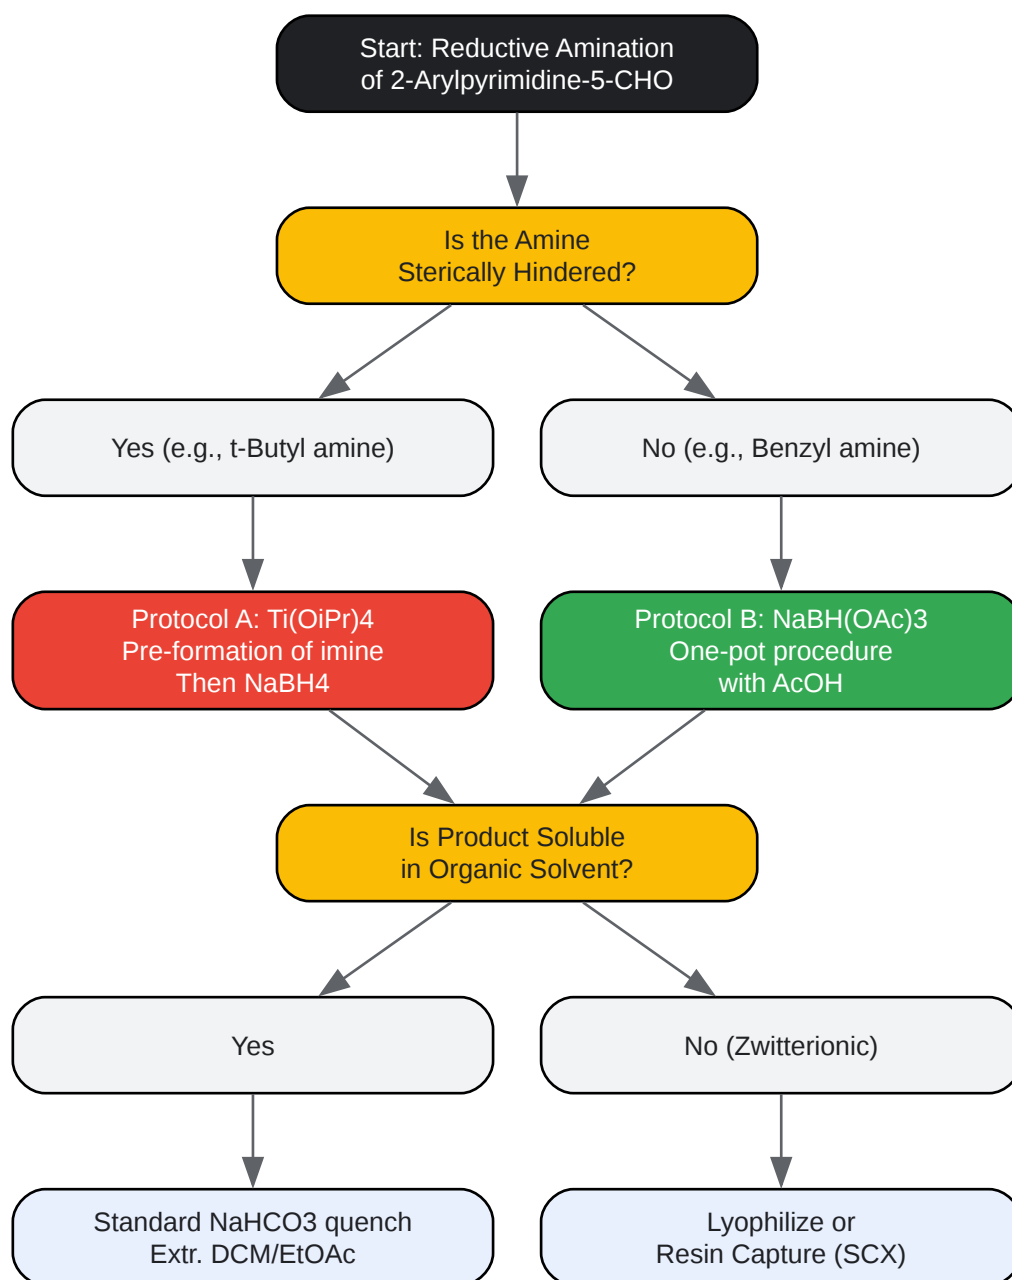 Start: Reductive Amination
of 2-Arylpyrimidine-5-CHO
Is the Amine
Sterically Hindered?
Yes (e.g., t-Butyl amine)
No (e.g., Benzyl amine)
Protocol A: Ti(OiPr)4
Pre-formation of imine
Then NaBH4
Protocol B: NaBH(OAc)3
One-pot procedure
with AcOH
Is Product Soluble
in Organic Solvent?
Yes
No (Zwitterionic)
Standard NaHCO3 quench
Extr. DCM/EtOAc
Lyophilize or
Resin Capture (SCX)